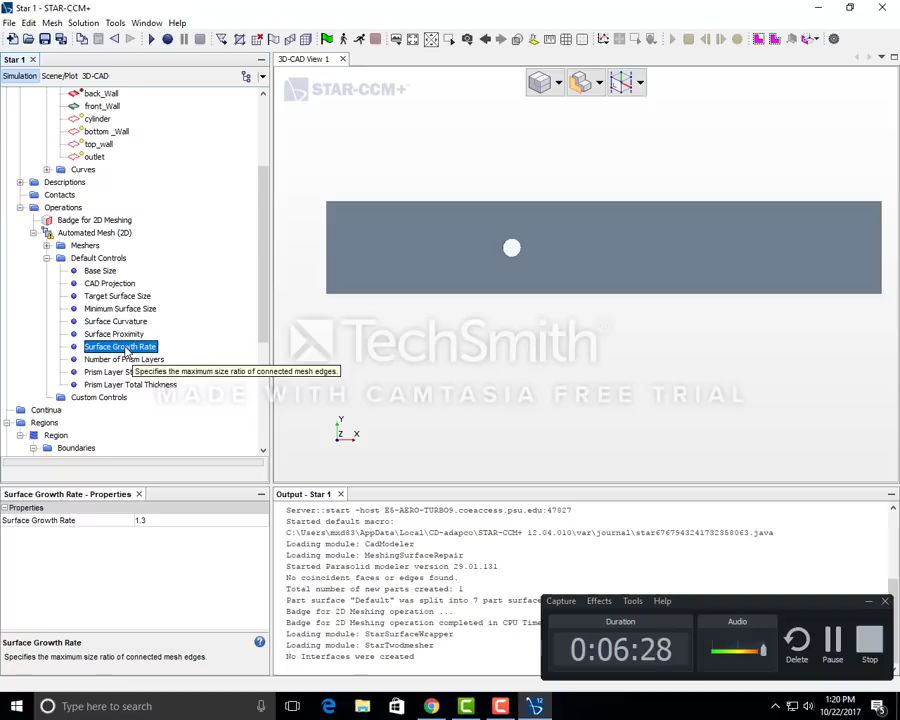 Star 1 - STAR-CCM+
File Edit Mesh Solution Tools Window Help
Star 1
3D-CAD View 1
Simulation Scene/Plot 3D-CAD
back_Wall
front_Wall
cylinder
bottom _Wall
top_wall
outlet
Curves
Descriptions
Contacts
Operations
Badge for 2D Meshing
Automated Mesh (2D)
Meshers
Default Controls
Base Size
CAD Projection
Target Surface Size
Minimum Surface Size
Surface Curvature
Surface Proximity
Surface Growth Rate
Number of Prism Layers
Prism Layer St
Specifies the maximum size ratio of connected mesh edges.
Prism Layer Total Thickness
Custom Controls
Continua
Regions
Region
Boundaries
STAR-CCM+
TechSmith
MADE WITH CAMTASIA FREE TRIAL
Y
Z X
Surface Growth Rate - Properties
Properties
Surface Growth Rate 1.3
Surface Growth Rate
Specifies the maximum size ratio of connected mesh edges.
Output - Star 1
Server::start -host E5-AERO-TURBO9.coeaccess.psu.edu:47827
Started default macro:
C:\Users\mxd83\AppData\Local\CD-adapco\STAR-CCM+ 12.04.010\var\journal\star6767943241732358063.java
Loading module: CadModeler
Loading module: MeshingSurfaceRepair
Started Parasolid modeler version 29.01.131
No coincident faces or edges found.
Total number of new parts created: 1
Part surface "Default" was split into 7 part surf
Badge for 2D Meshing operation ...
Badge for 2D Meshing operation completed in CPU Time
Loading module: StarSurfaceWrapper
Loading module: StarTwodmesher
No Interfaces were created
Capture Effects Tools Help
Duration
0:06:28
Audio
Delete
Pause
Stop
Type here to search
12
1:20 PM
10/22/2017
5